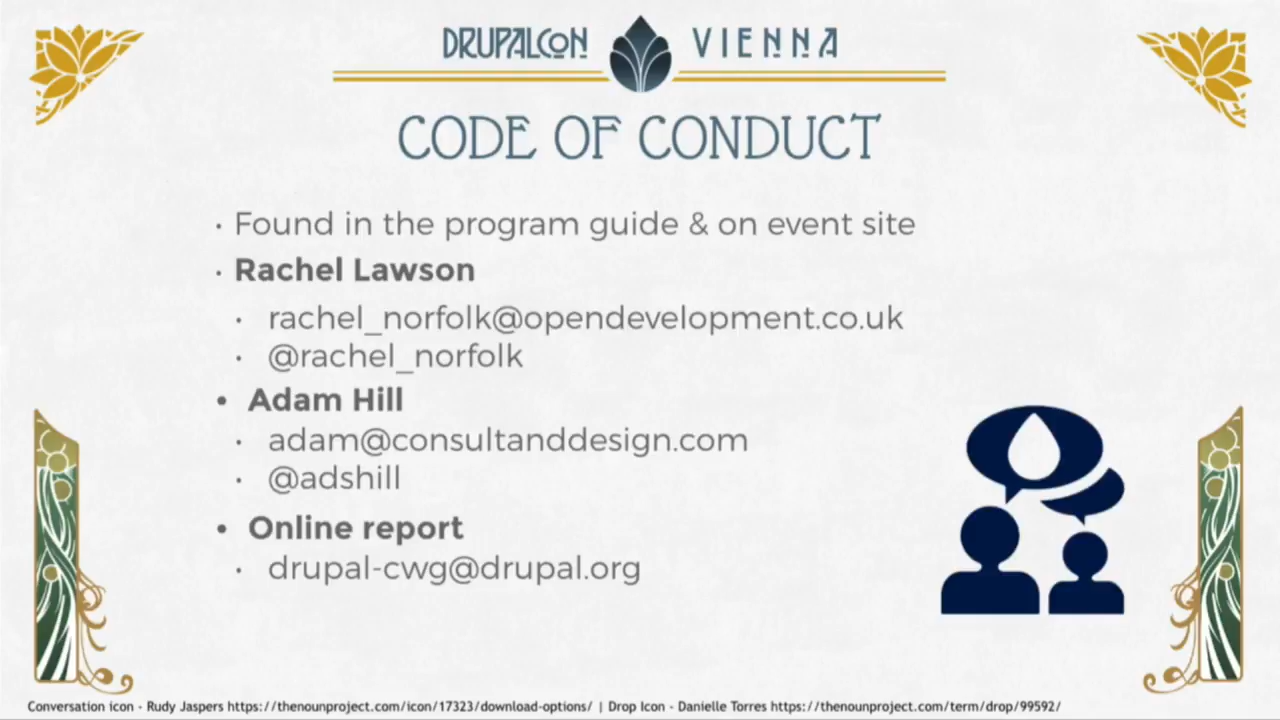 DRUPALCON VIENNA
CODE OF CONDUCT
· Found in the program guide & on event site
· Rachel Lawson
· rachel_norfolk@opendevelopment.co.uk
· @rachel_norfolk
• Adam Hill
· adam@consultanddesign.com
· @adshill
• Online report
· drupal-cwg@drupal.org
Conversation icon - Rudy Jaspers https://thenounproject.com/icon/17323/download-options/ | Drop Icon - Danielle Torres https://thenounproject.com/term/drop/99592/